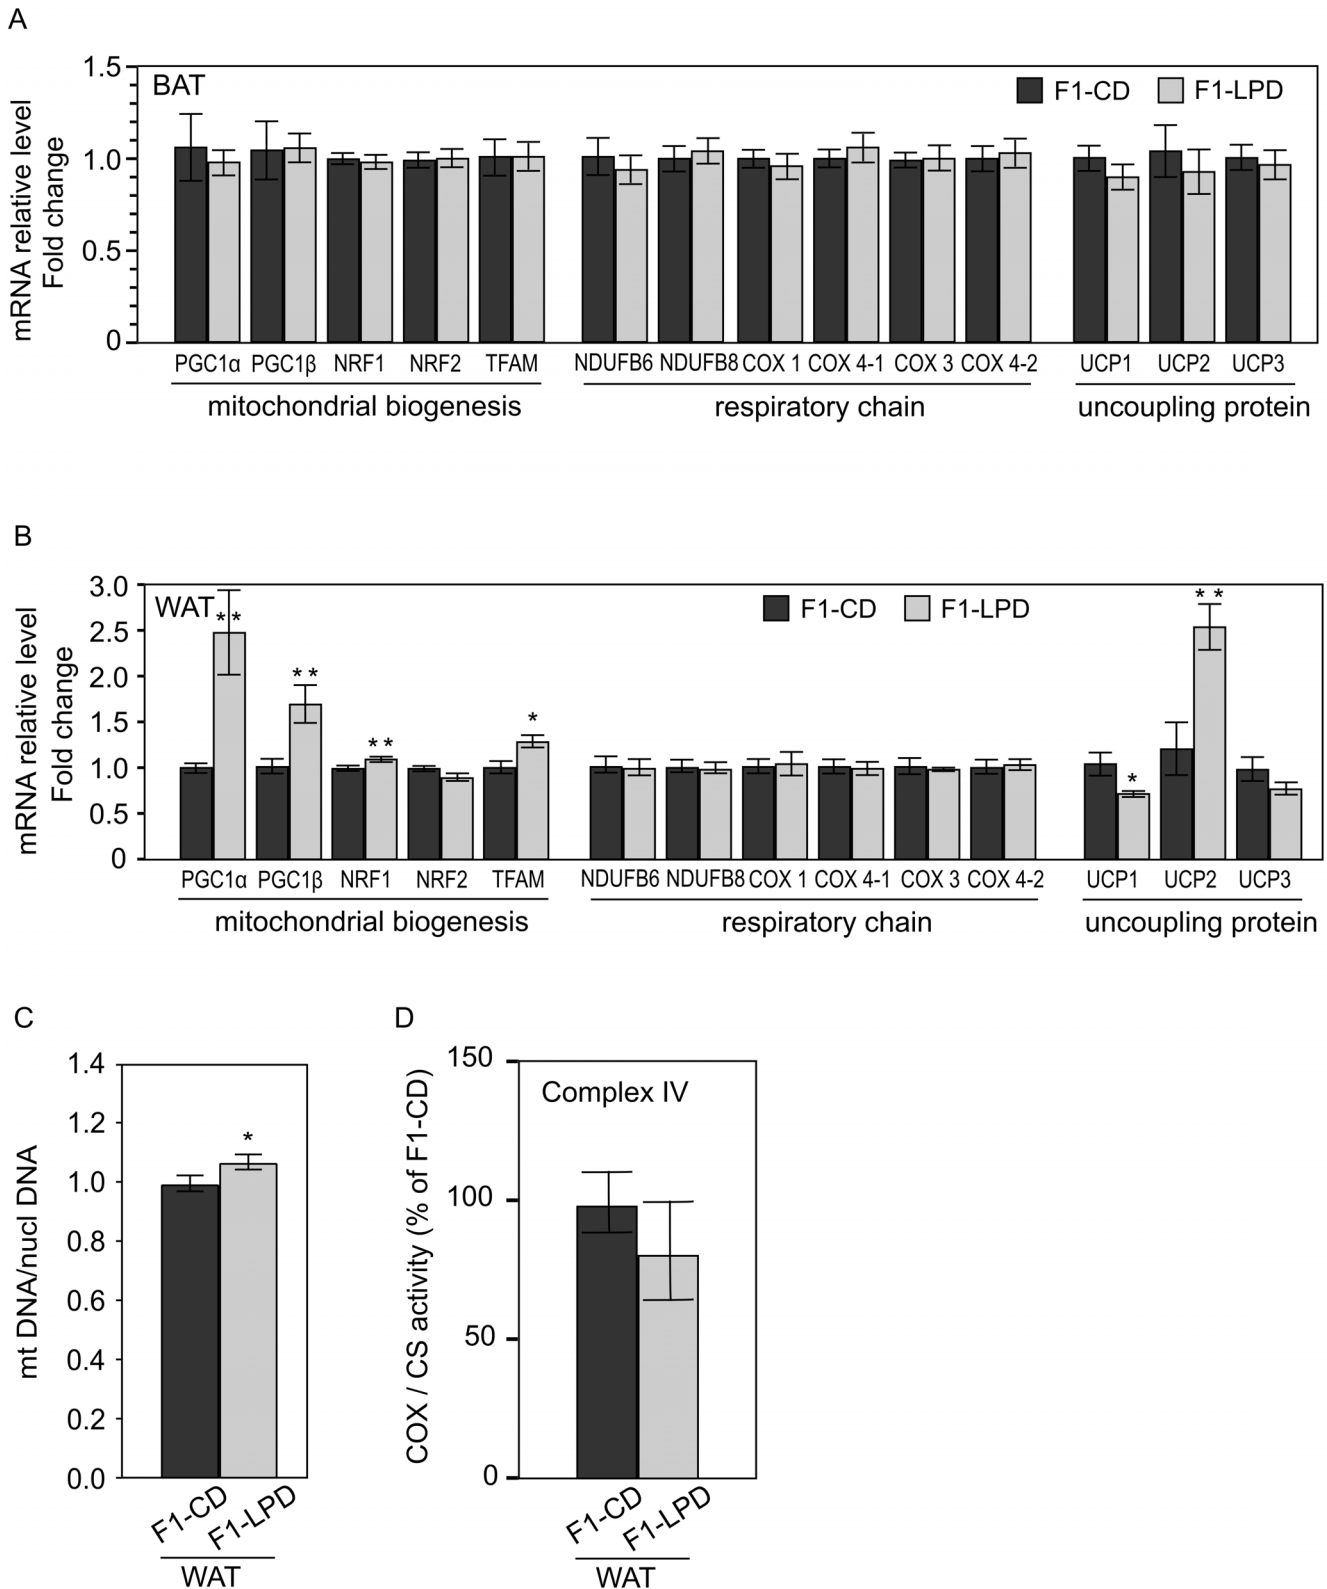 A
1.5
BAT
F1-CD
F1-LPD
1.0
0.5
0
mRNA relative level
Fold change
PGC1α PGC1β NRF1 NRF2 TFAM NDUFB6 NDUFB8 COX 1 COX 4-1 COX 3 COX 4-2 UCP1 UCP2 UCP3
mitochondrial biogenesis respiratory chain uncoupling protein
B
3.0
WAT
F1-CD
F1-LPD
2.5
2.0
1.5
1.0
0.5
0
mRNA relative level
Fold change
**
**
**
*
*
**
PGC1α PGC1β NRF1 NRF2 TFAM NDUFB6 NDUFB8 COX 1 COX 4-1 COX 3 COX 4-2 UCP1 UCP2 UCP3
mitochondrial biogenesis respiratory chain uncoupling protein
C
1.4
1.2
1.0
0.8
0.6
0.4
0.2
0.0
mt DNA/nucl DNA
*
F1-CD
F1-LPD
WAT
D
150
100
50
0
COX / CS activity (% of F1-CD)
Complex IV
F1-CD
F1-LPD
WAT